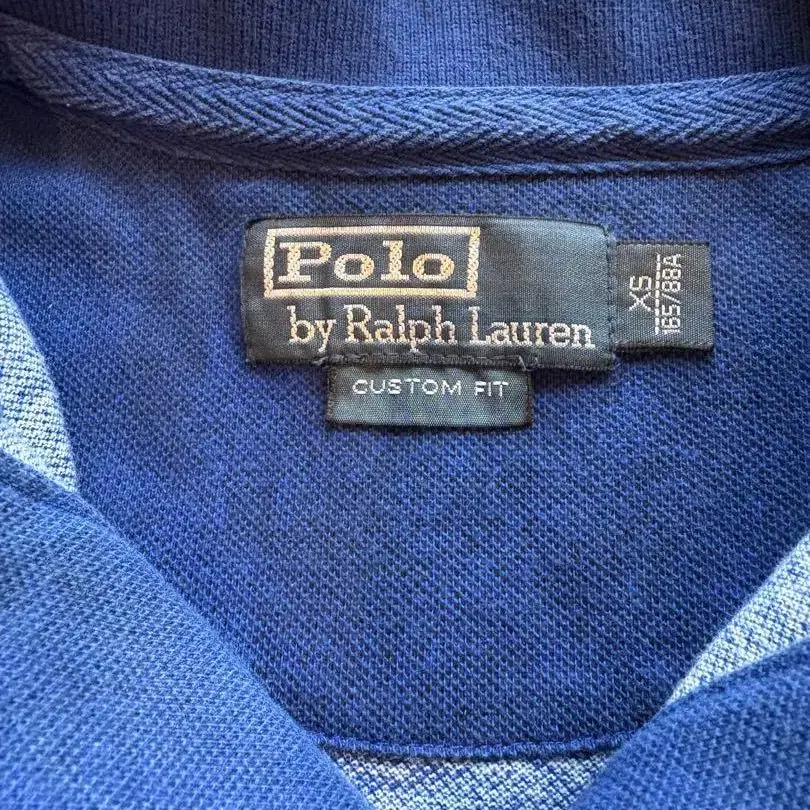 Polo
by Ralph Lauren
CUSTOM FIT
XS
165/88A